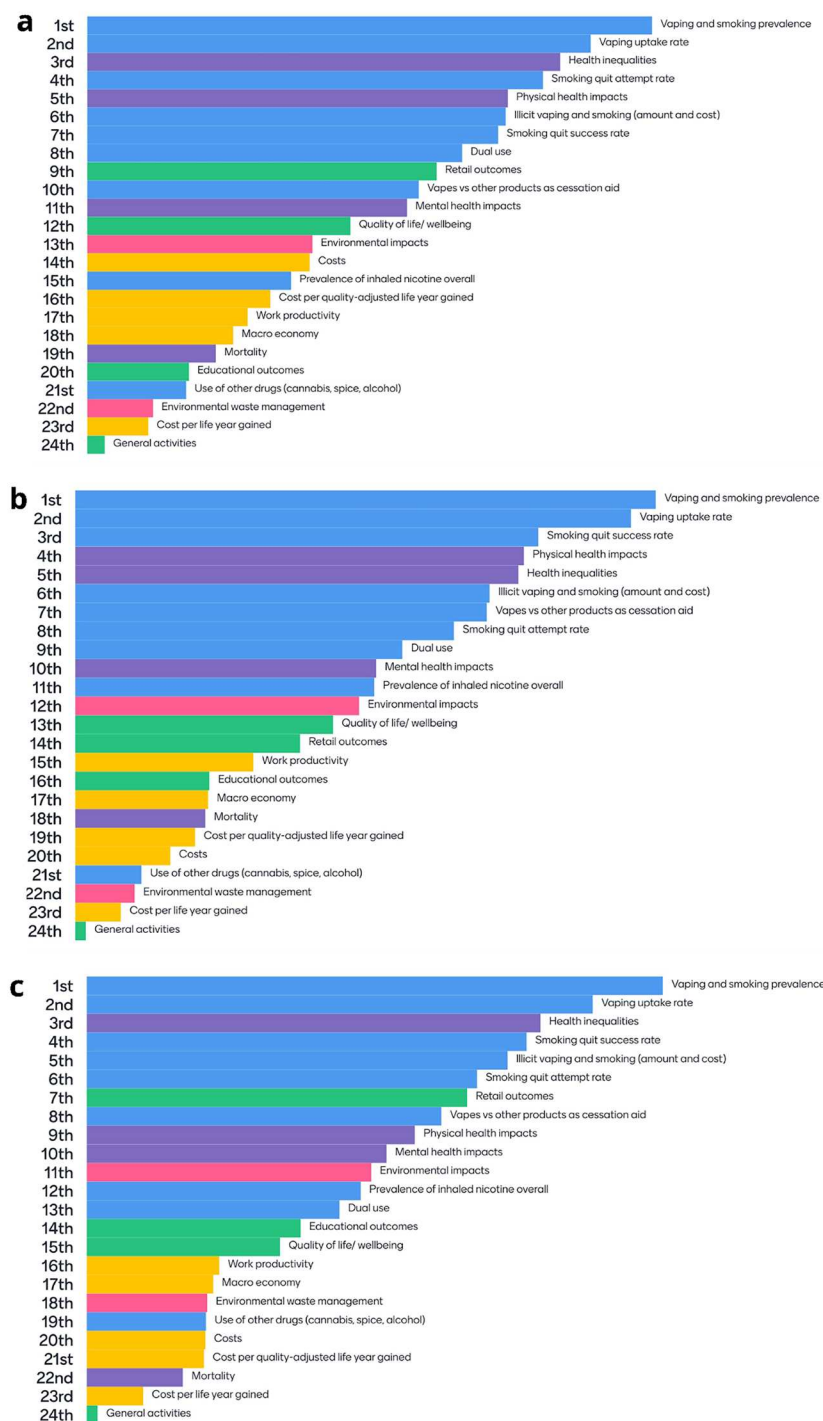 a
1st Vaping and smoking prevalence
2nd Vaping uptake rate
3rd Health inequalities
4th Smoking quit attempt rate
5th Physical health impacts
6th Illicit vaping and smoking (amount and cost)
7th Smoking quit success rate
8th Dual use
9th Retail outcomes
10th Vapes vs other products as cessation aid
11th Mental health impacts
12th Quality of life/ wellbeing
13th Environmental impacts
14th Costs
15th Prevalence of inhaled nicotine overall
16th Cost per quality-adjusted life year gained
17th Work productivity
18th Macro economy
19th Mortality
20th Educational outcomes
21st Use of other drugs (cannabis, spice, alcohol)
22nd Environmental waste management
23rd Cost per life year gained
24th General activities
b
1st Vaping and smoking prevalence
2nd Vaping uptake rate
3rd Smoking quit success rate
4th Physical health impacts
5th Health inequalities
6th Illicit vaping and smoking (amount and cost)
7th Vapes vs other products as cessation aid
8th Smoking quit attempt rate
9th Dual use
10th Mental health impacts
11th Prevalence of inhaled nicotine overall
12th Environmental impacts
13th Quality of life/ wellbeing
14th Retail outcomes
15th Work productivity
16th Educational outcomes
17th Macro economy
18th Mortality
19th Cost per quality-adjusted life year gained
20th Costs
21st Use of other drugs (cannabis, spice, alcohol)
22nd Environmental waste management
23rd Cost per life year gained
24th General activities
c
1st Vaping and smoking prevalence
2nd Vaping uptake rate
3rd Health inequalities
4th Smoking quit success rate
5th Illicit vaping and smoking (amount and cost)
6th Smoking quit attempt rate
7th Retail outcomes
8th Vapes vs other products as cessation aid
9th Physical health impacts
10th Mental health impacts
11th Environmental impacts
12th Prevalence of inhaled nicotine overall
13th Dual use
14th Educational outcomes
15th Quality of life/ wellbeing
16th Work productivity
17th Macro economy
18th Environmental waste management
19th Use of other drugs (cannabis, spice, alcohol)
20th Costs
21st Cost per quality-adjusted life year gained
22nd Mortality
23rd Cost per life year gained
24th General activities